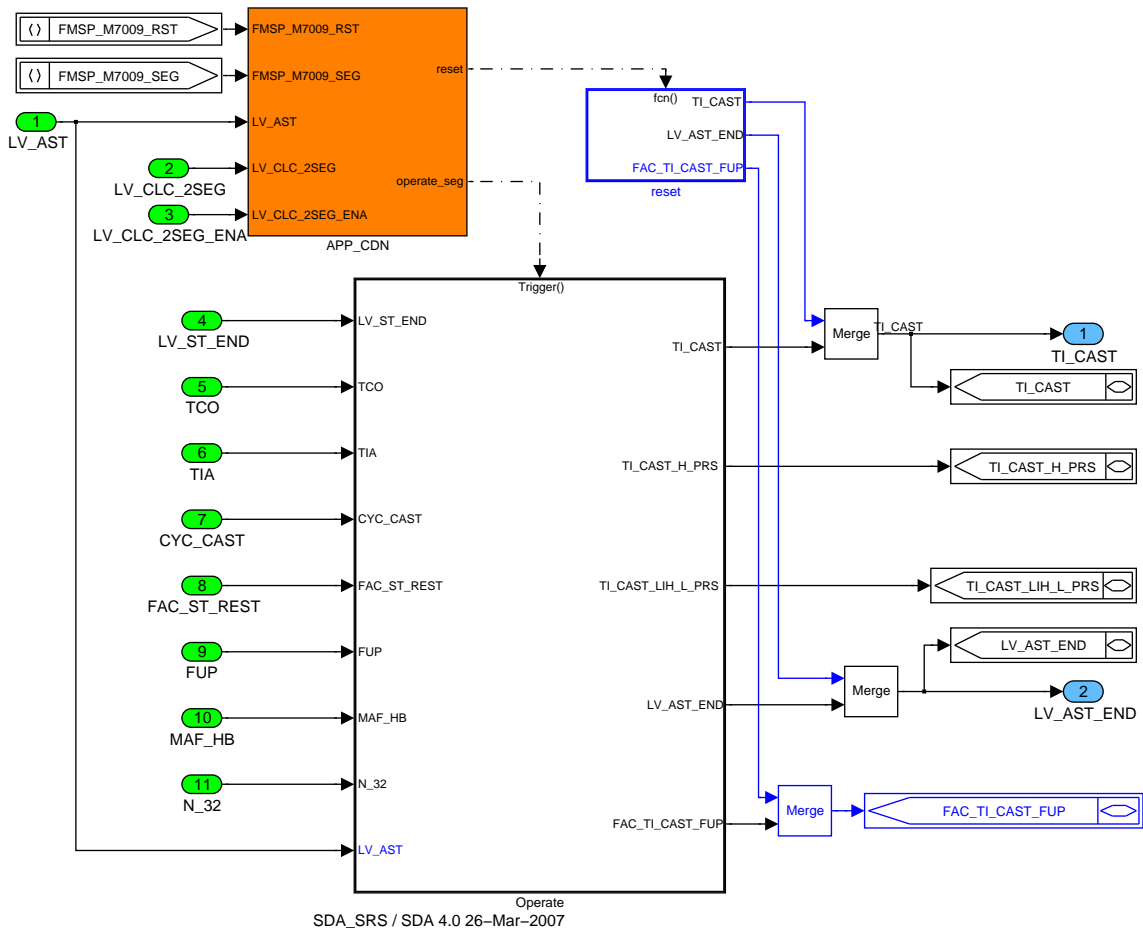 FMSP_M7009_RST
FMSP_M7009_SEG
1
LV_AST
2
LV_CLC_2SEG
3
LV_CLC_2SEG_ENA
FMSP_M7009_RST
FMSP_M7009_SEG
LV_AST
LV_CLC_2SEG
LV_CLC_2SEG_ENA
reset
operate_seg
APP_CDN
fcn()
TI_CAST
LV_AST_END
FAC_TI_CAST_FUP
reset
Trigger()
4
LV_ST_END
5
TCO
6
TIA
7
CYC_CAST
8
FAC_ST_REST
9
FUP
10
MAF_HB
11
N_32
LV_ST_END
TCO
TIA
CYC_CAST
FAC_ST_REST
FUP
MAF_HB
N_32
LV_AST
TI_CAST
TI_CAST_H_PRS
TI_CAST_LIH_L_PRS
LV_AST_END
FAC_TI_CAST_FUP
Operate
Merge
TI_CAST
1
TI_CAST
TI_CAST
TI_CAST_H_PRS
TI_CAST_LIH_L_PRS
LV_AST_END
Merge
2
LV_AST_END
Merge
FAC_TI_CAST_FUP
SDA_SRS / SDA 4.0 26−Mar−2007